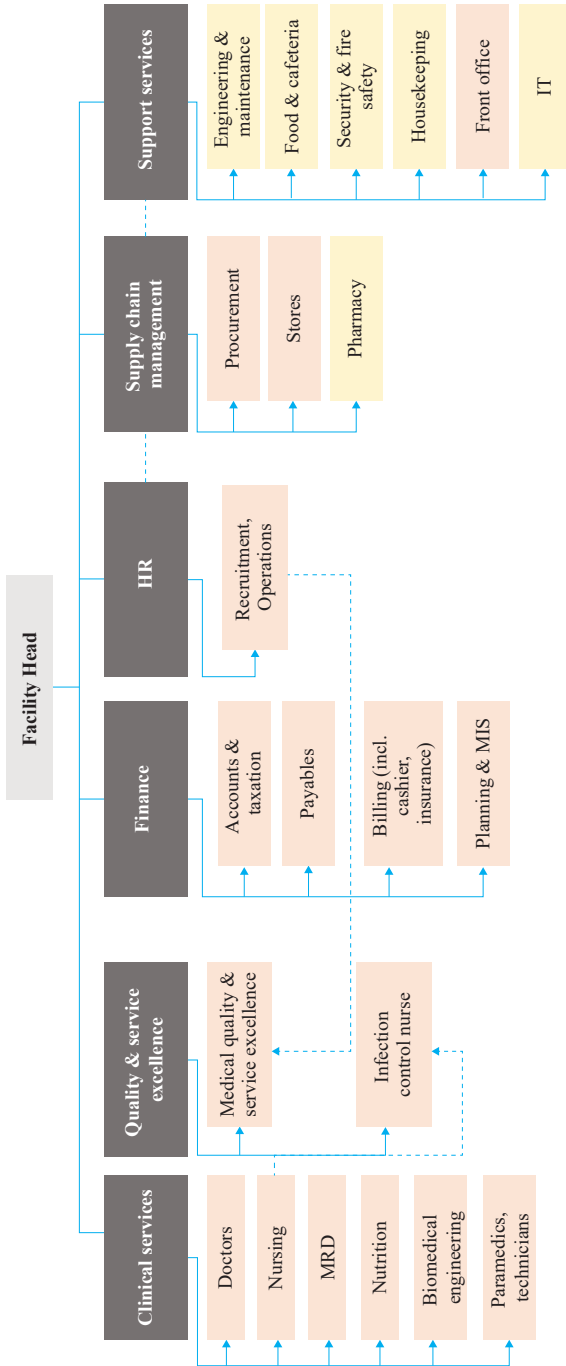 Facility Head
Clinical services
Doctors
Nursing
MRD
Nutrition
Biomedical
engineering
Paramedics,
technicians
Quality & service
excellence
Medical quality &
service excellence
Infection
control nurse
Finance
Accounts &
taxation
Payables
Billing (incl.
cashier,
insurance)
Planning & MIS
HR
Recruitment,
Operations
Supply chain
management
Procurement
Stores
Pharmacy
Support services
Engineering &
maintenance
Food & cafeteria
Security & fire
safety
Housekeeping
Front office
IT